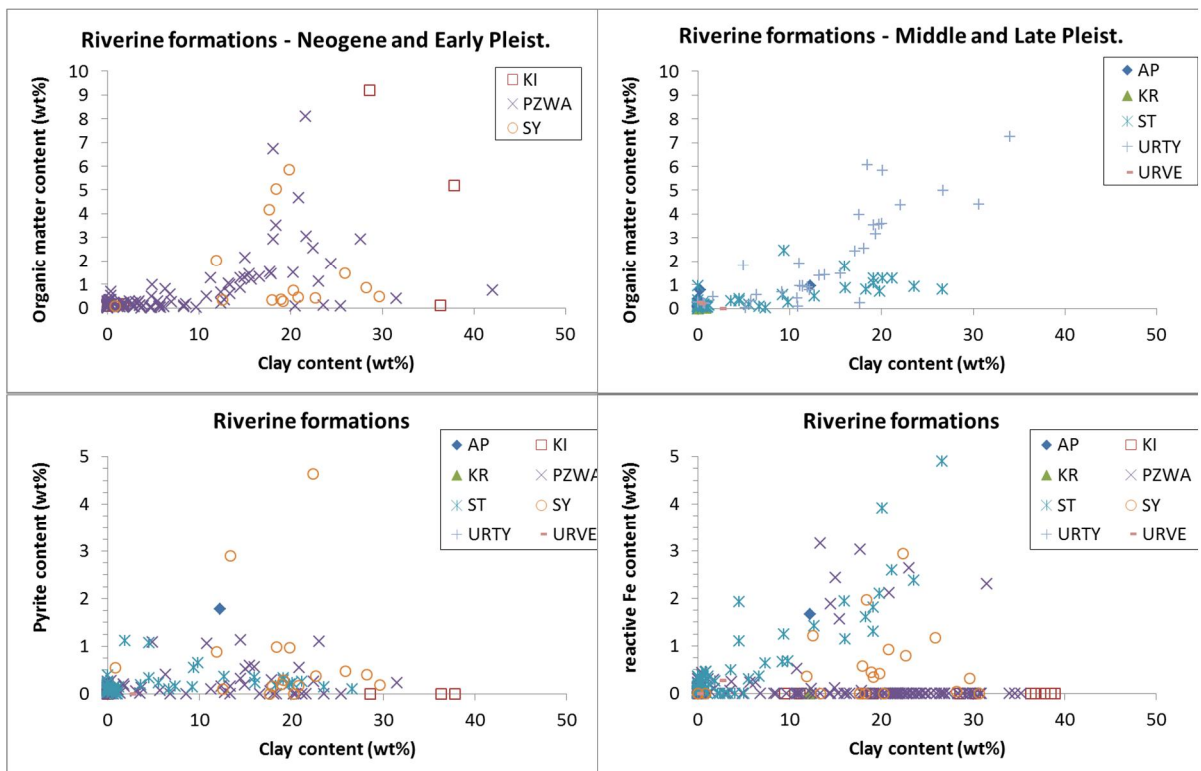 Riverine formations - Neogene and Early Pleist.
Organic matter content (wt%)
10
9
8
7
6
5
4
3
2
1
0
0 10 20 30 40 50
Clay content (wt%)
KI
PZWA
SY
Riverine formations - Middle and Late Pleist.
Organic matter content (wt%)
10
9
8
7
6
5
4
3
2
1
0
0 10 20 30 40 50
Clay content (wt%)
AP
KR
ST
URTY
URVE
Riverine formations
Pyrite content (wt%)
5
4
3
2
1
0
0 10 20 30 40 50
Clay content (wt%)
AP KI
KR PZWA
ST SY
URTY URVE
Riverine formations
reactive Fe content (wt%)
5
4
3
2
1
0
0 10 20 30 40 50
Clay content (wt%)
AP KI
KR PZWA
ST SY
URTY URVE